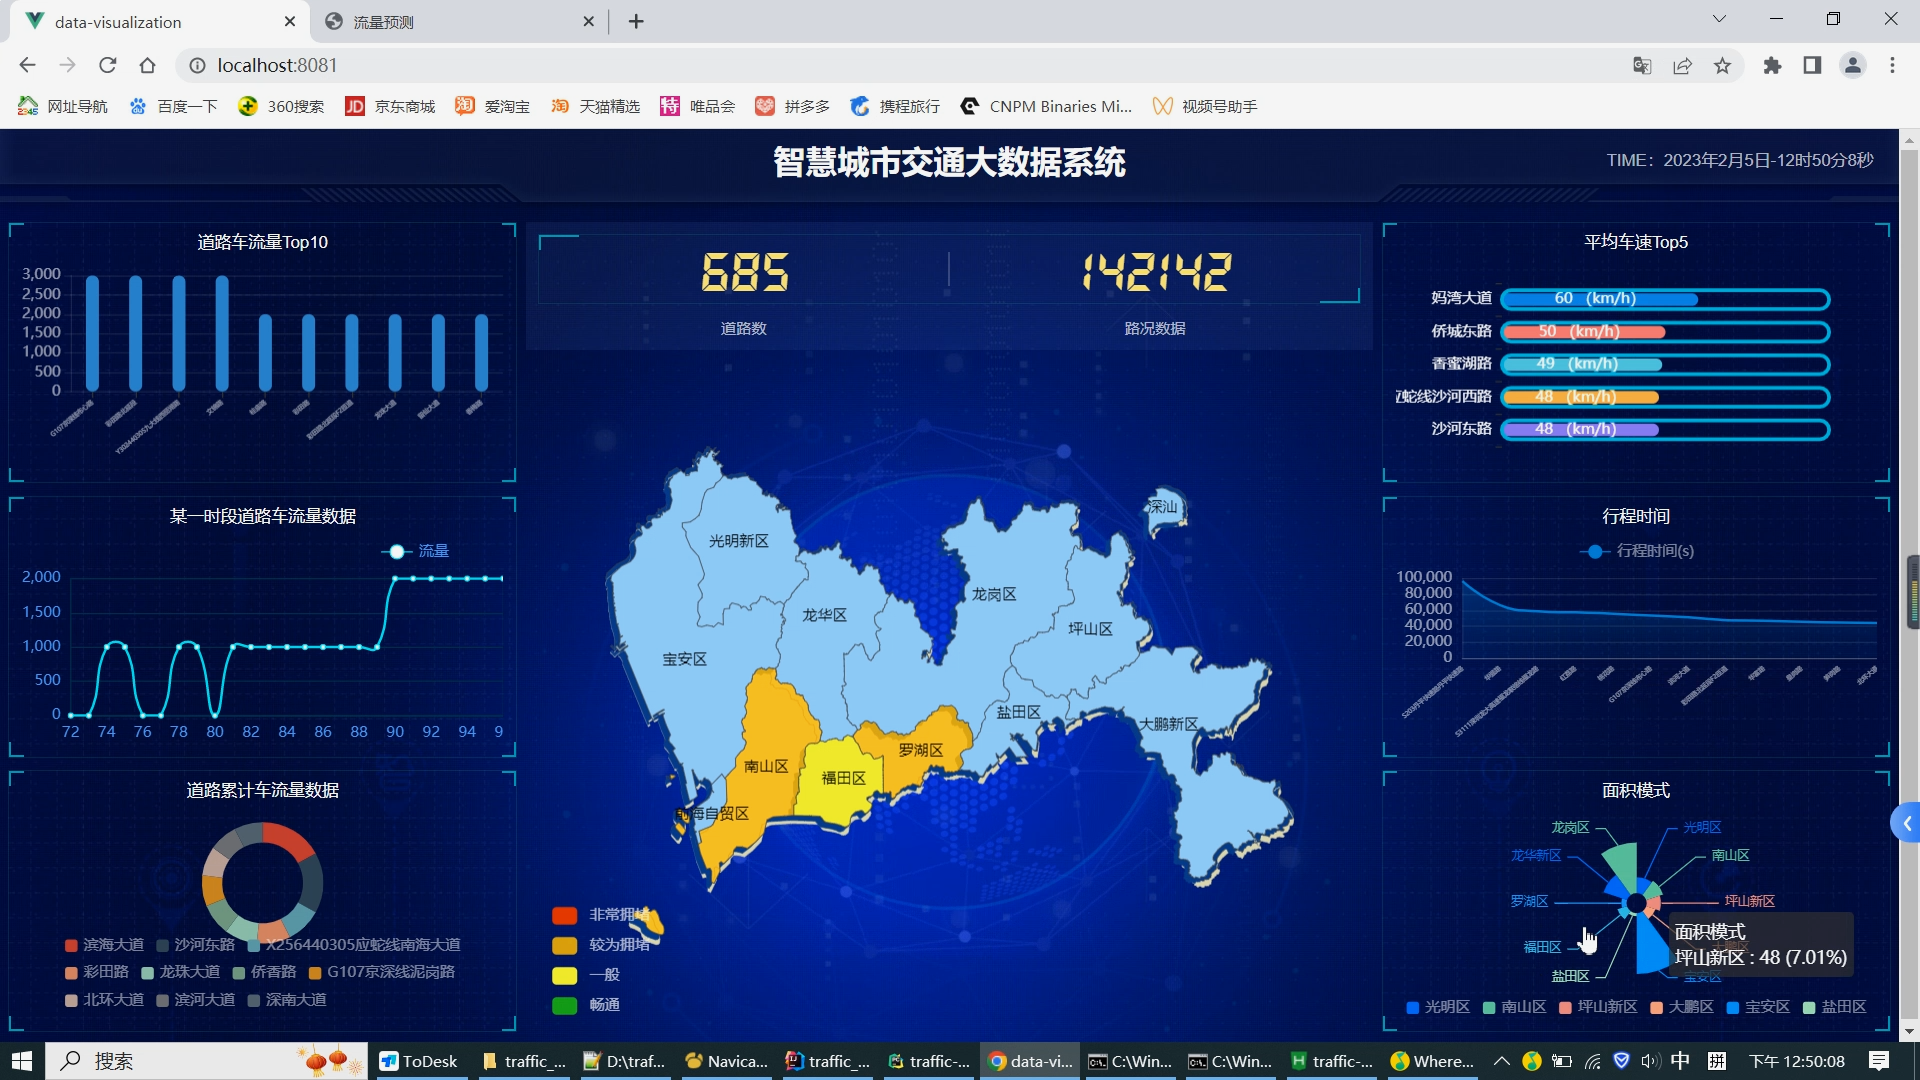 data-visualization
流量预测
localhost:8081
网址导航
百度一下
360搜索
京东商城
爱淘宝
天猫精选
唯品会
拼多多
携程旅行
CNPM Binaries Mi...
视频号助手
智慧城市交通大数据系统
TIME：2023年2月5日-12时50分8秒
道路车流量Top10
3,000
2,500
2,000
1,500
1,000
500
0
某一时段道路车流量数据
流量
2,000
1,500
1,000
500
0
72 74 76 78 80 82 84 86 88 90 92 94 9
道路累计车流量数据
滨海大道 沙河东路 X256440305应蛇线南海大道
彩田路 龙珠大道 侨香路 G107京深线泥岗路
北环大道 滨河大道 深南大道
685
道路数
142142
路况数据
深汕
光明新区
龙岗区
龙华区
坪山区
宝安区
盐田区
大鹏新区
罗湖区
南山区
福田区
前海自贸区
非常拥堵
较为拥堵
一般
畅通
平均车速Top5
妈湾大道 60 (km/h)
侨城东路 50 (km/h)
香蜜湖路 49 (km/h)
应蛇线沙河西路 48 (km/h)
沙河东路 48 (km/h)
行程时间
行程时间(s)
100,000
80,000
60,000
40,000
20,000
0
面积模式
龙岗区 光明区
龙华新区 南山区
罗湖区 坪山新区
福田区
盐田区 宝安区
面积模式
坪山新区 : 48 (7.01%)
光明区 南山区 坪山新区 大鹏区 宝安区 盐田区
搜索
ToDesk
traffic_...
D:\traf...
Navica...
traffic_...
traffic-...
data-vi...
C:\Win...
C:\Win...
traffic-...
Where...
中
拼
下午 12:50:08